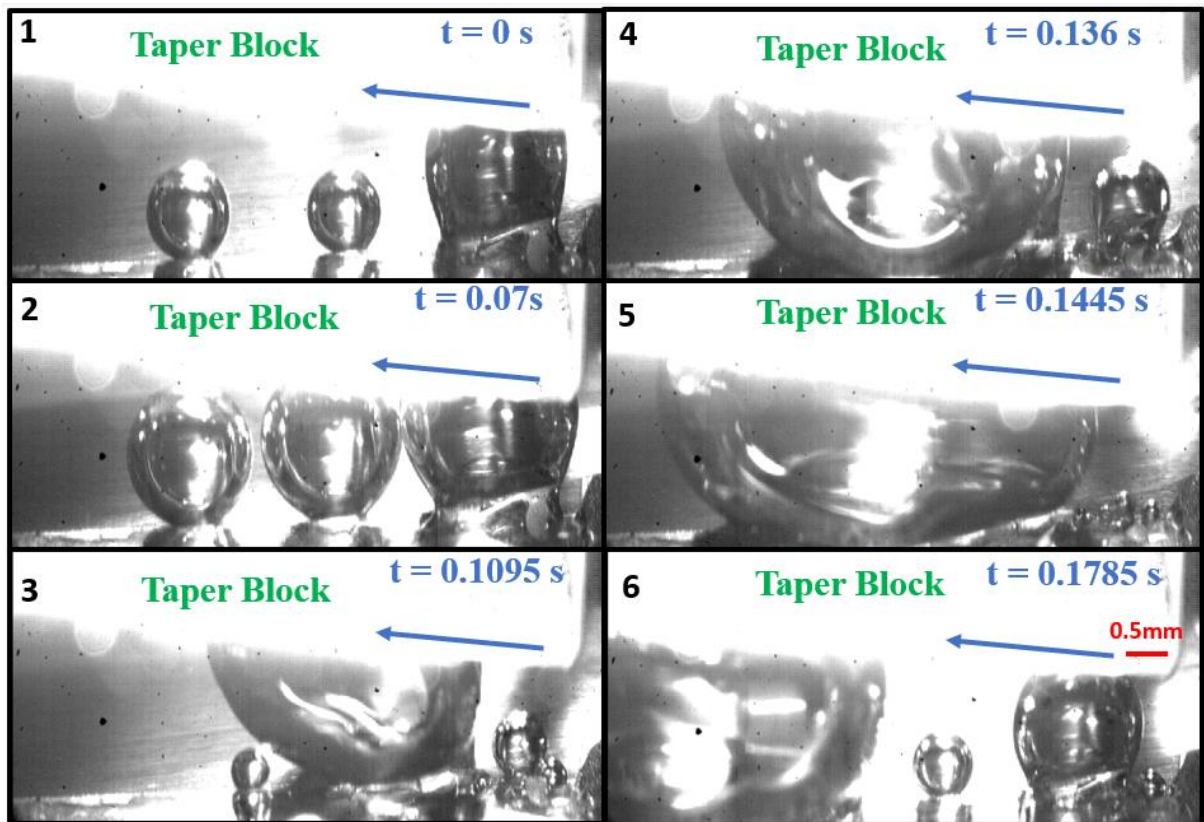 1
Taper Block
t = 0 s
2
Taper Block
t = 0.07s
3
Taper Block
t = 0.1095 s
4
Taper Block
t = 0.136 s
5
Taper Block
t = 0.1445 s
6
Taper Block
t = 0.1785 s
0.5mm